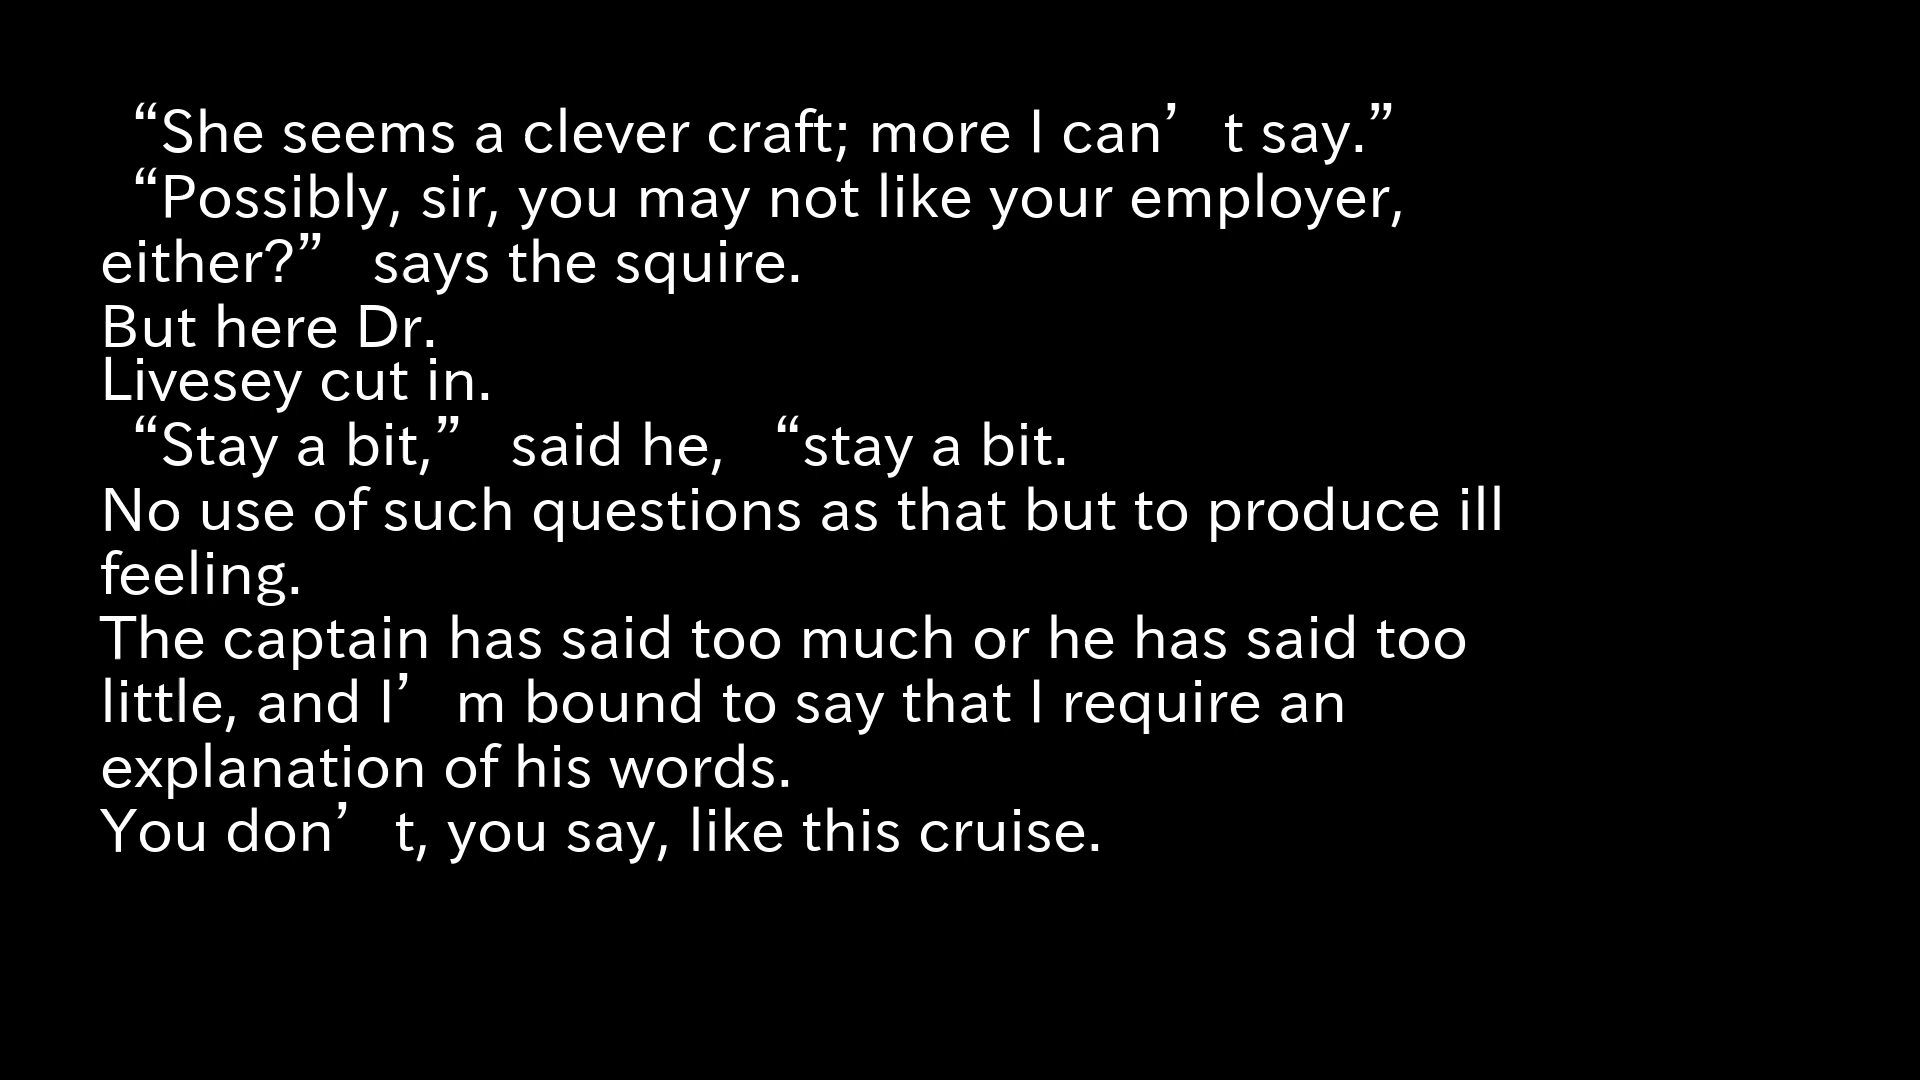 “She seems a clever craft; more I can’t say.”
“Possibly, sir, you may not like your employer,
either?” says the squire.
But here Dr.
Livesey cut in.
“Stay a bit,” said he, “stay a bit.
No use of such questions as that but to produce ill
feeling.
The captain has said too much or he has said too
little, and I’m bound to say that I require an
explanation of his words.
You don’t, you say, like this cruise.